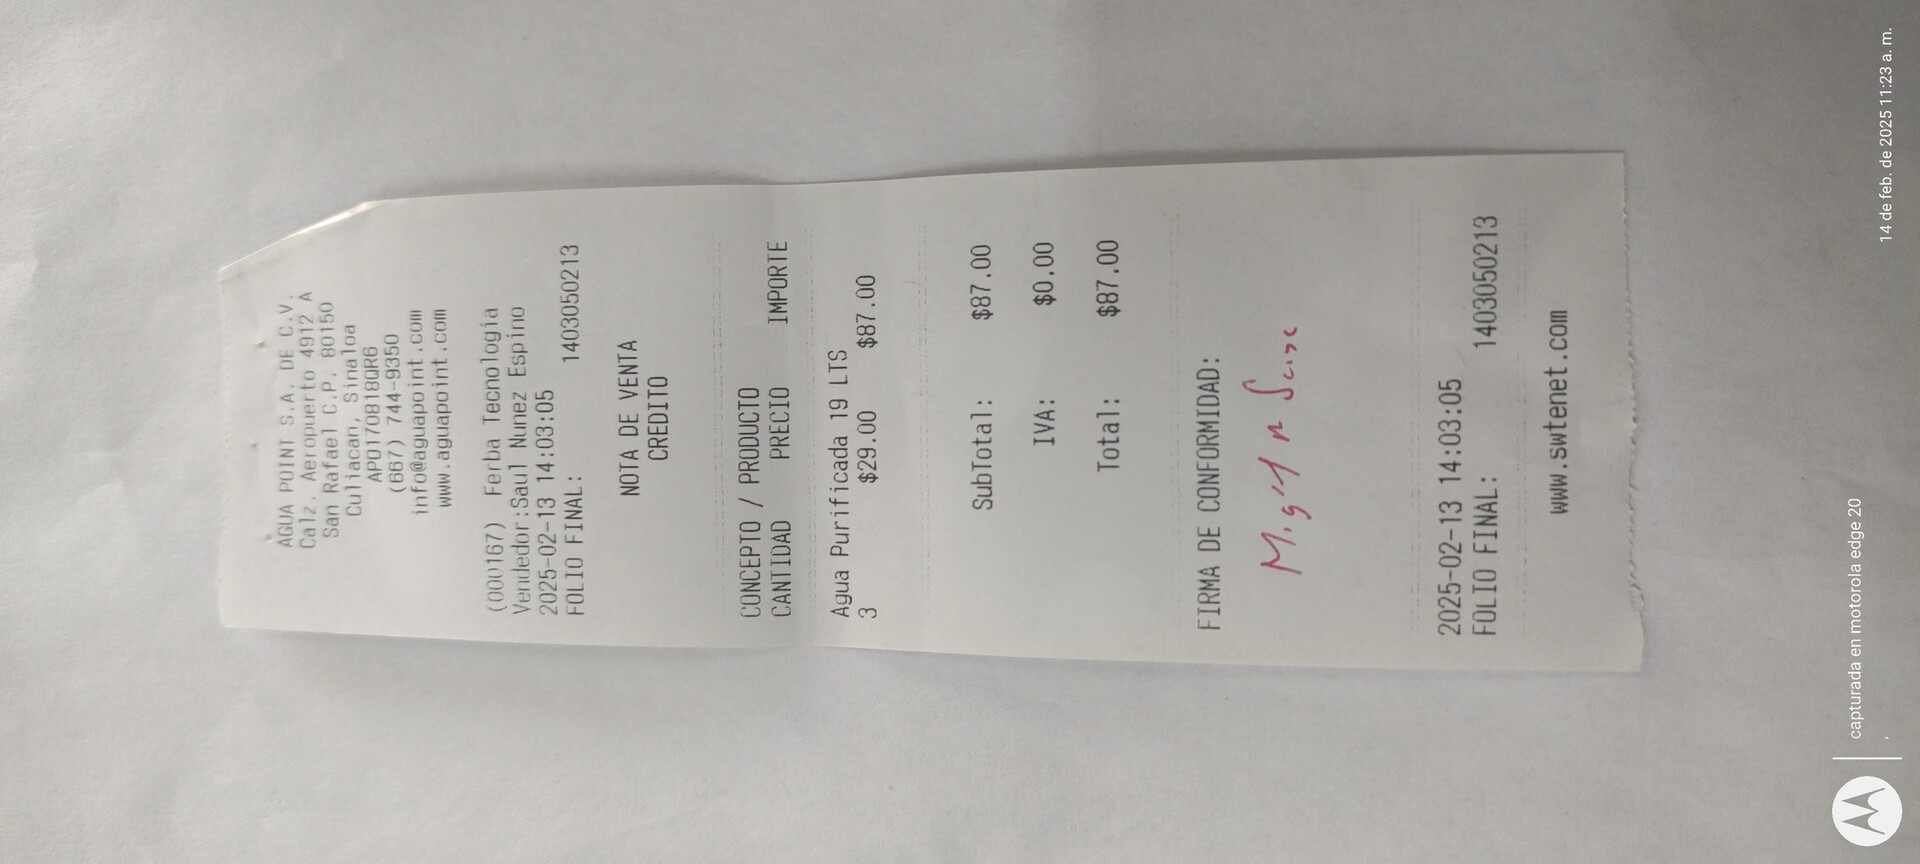 AGUA POINT S.A. DE C.V.
Calz. Aeropuerto 4912 A
San Rafael C.P. 80150
Culiacan, Sinaloa
APO170818QR6
(667) 744-9350
info@aguapoint.com
www.aguapoint.com
(000167) Ferba Tecnologia
Vendedor:Saul Nunez Espino
2025-02-13 14:03:05
FOLIO FINAL: 1403050213
NOTA DE VENTA
CREDITO
CONCEPTO / PRODUCTO
CANTIDAD PRECIO IMPORTE
Agua Purificada 19 LTS
3 $29.00 $87.00
SubTotal: $87.00
IVA: $0.00
Total: $87.00
FIRMA DE CONFORMIDAD:
2025-02-13 14:03:05
FOLIO FINAL: 1403050213
www.swtenet.com
capturada en motorola edge 20
14 de feb. de 2025 11:23 a. m.